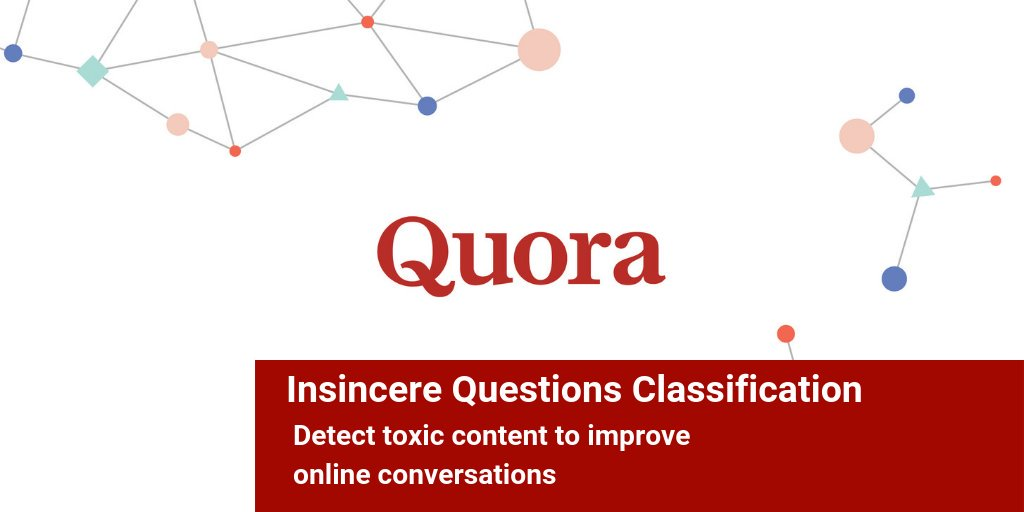 Quora
Insincere Questions Classification
Detect toxic content to improve
online conversations